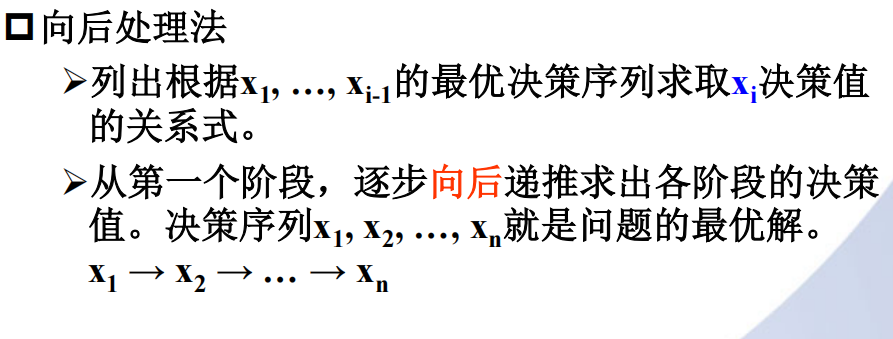 向后处理法
➢列出根据x₁, …, xᵢ₋₁的最优决策序列求取xᵢ决策值
的关系式。
➢从第一个阶段，逐步向后递推求出各阶段的决策
值。决策序列x₁, x₂, …, xₙ就是问题的最优解。
x₁ → x₂ → … → xₙ